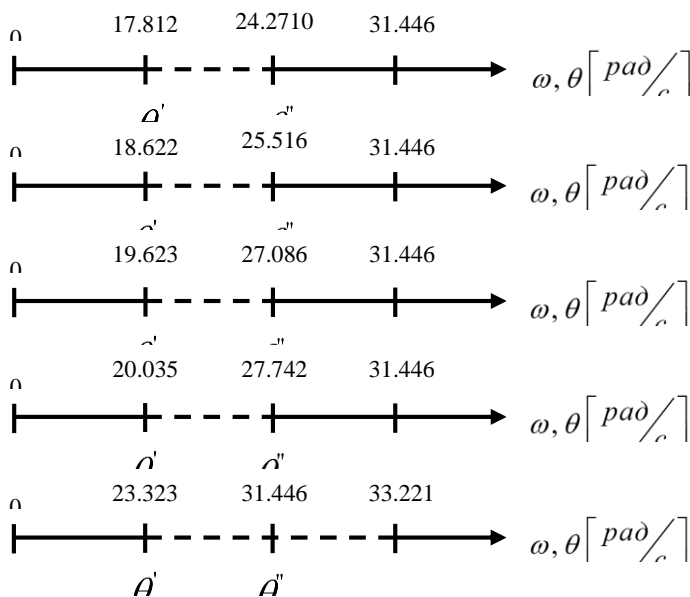 0 17.812 24.2710 31.446
ω, θ [рад/с]
θ' θ''
0 18.622 25.516 31.446
ω, θ [рад/с]
θ' θ''
0 19.623 27.086 31.446
ω, θ [рад/с]
θ' θ''
0 20.035 27.742 31.446
ω, θ [рад/с]
θ' θ''
0 23.323 31.446 33.221
ω, θ [рад/с]
θ' θ''